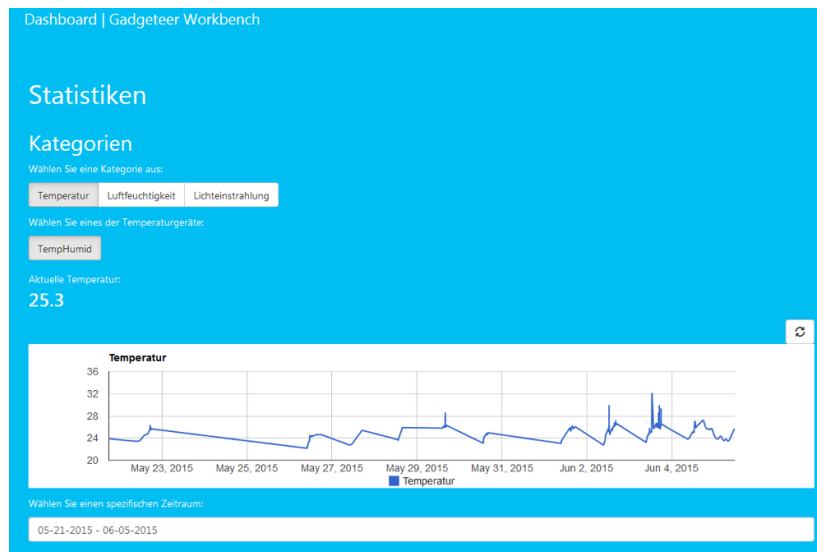 Dashboard | Gadgeteer Workbench
Statistiken
Kategorien
Wählen Sie eine Kategorie aus:
Temperatur Luftfeuchtigkeit Lichteinstrahlung
Wählen Sie eines der Temperaturgeräte:
TempHumid
Aktuelle Temperatur:
25.3
Temperatur
36
32
28
24
20
May 23, 2015 May 25, 2015 May 27, 2015 May 29, 2015 May 31, 2015 Jun 2, 2015 Jun 4, 2015
Temperatur
Wählen Sie einen spezifischen Zeitraum:
05-21-2015 - 06-05-2015